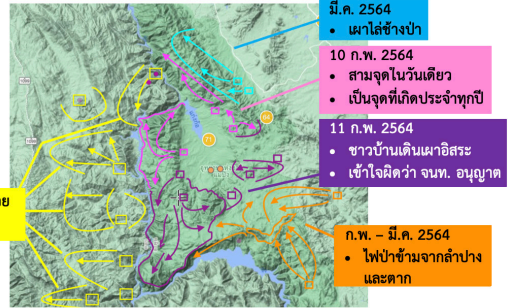 มี.ค. 2564
• เผาไล่ช้างป่า
10 ก.พ. 2564
• สามจุดในวันเดียว
• เป็นจุดที่เกิดประจำทุกปี
11 ก.พ. 2564
• ชาวบ้านเดินเผาอิสระ
• เข้าใจผิดว่า จนท. อนุญาต
ก.พ. – มี.ค. 2564
• ไฟป่าข้ามจากลำปาง
และตาก